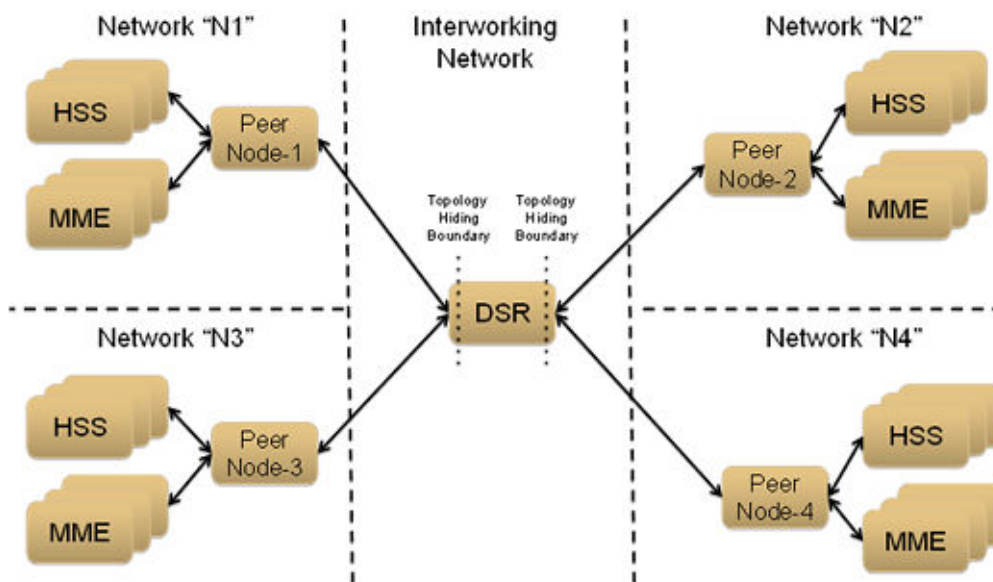 Network “N1”
Interworking
Network
Network “N2”
HSS
Peer
Node-1
MME
HSS
Peer
Node-2
MME
Topology
Hiding
Boundary
Topology
Hiding
Boundary
DSR
Network “N3”
HSS
Peer
Node-3
MME
Network “N4”
HSS
Peer
Node-4
MME